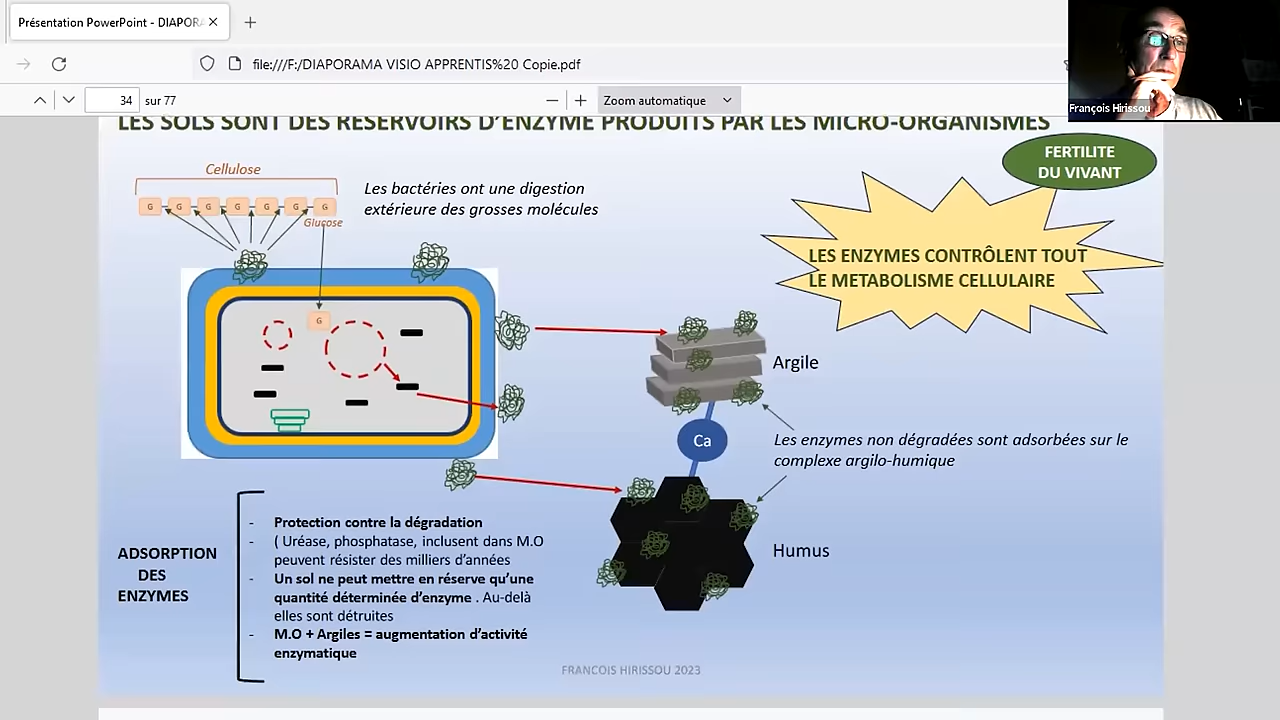 Présentation PowerPoint - DIAPORA
file:///F:/DIAPORAMA VISIO APPRENTIS%20 Copie.pdf
34 sur 77
Zoom automatique
François Hirissou
LES SOLS SONT DES RESERVOIRS D'ENZYME PRODUITS PAR LES MICRO-ORGANISMES
FERTILITE
DU VIVANT
Cellulose
G G G G G G G
Glucose
Les bactéries ont une digestion
extérieure des grosses molécules
LES ENZYMES CONTRÔLENT TOUT
LE METABOLISME CELLULAIRE
G
Argile
Ca
Les enzymes non dégradées sont adsorbées sur le
complexe argilo-humique
Humus
ADSORPTION
DES
ENZYMES
- Protection contre la dégradation
- ( Uréase, phosphatase, inclusent dans M.O
peuvent résister des milliers d'années
- Un sol ne peut mettre en réserve qu'une
quantité déterminée d'enzyme . Au-delà
elles sont détruites
- M.O + Argiles = augmentation d'activité
enzymatique
FRANCOIS HIRISSOU 2023